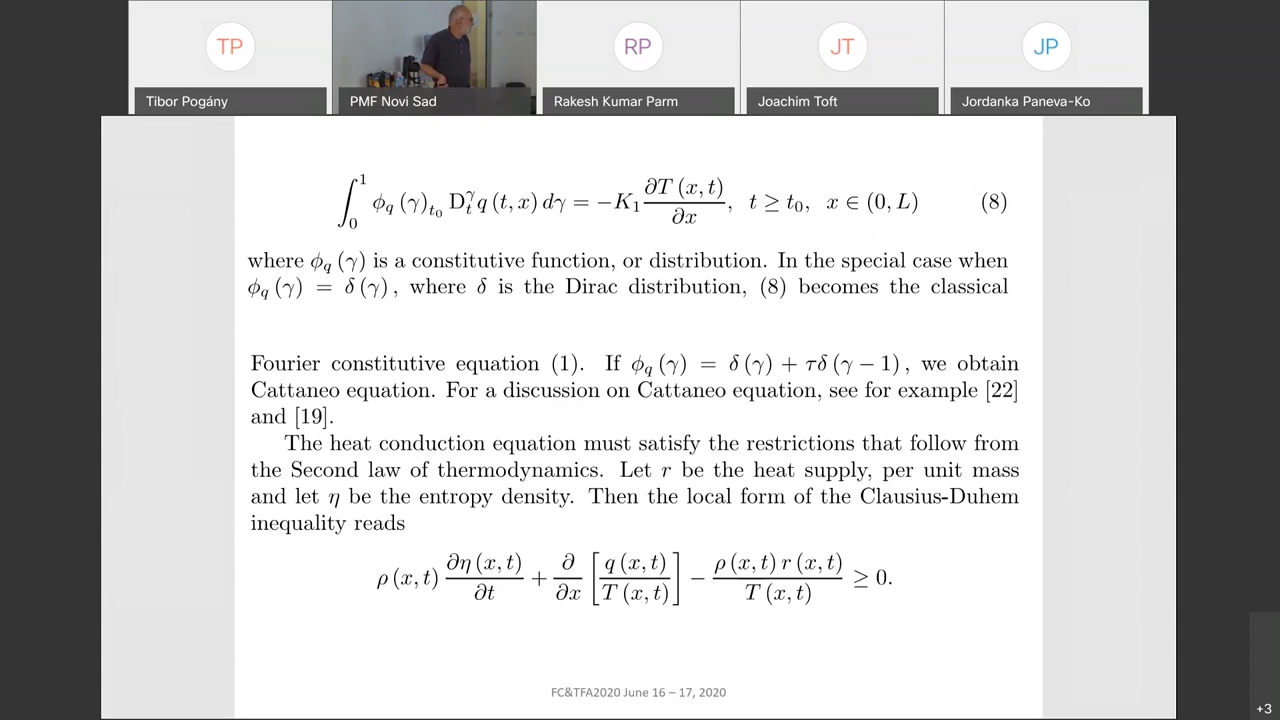 TP
RP
JT
JP
Tibor Pogány
PMF Novi Sad
Rakesh Kumar Parm
Joachim Toft
Jordanka Paneva-Ko
∫₀¹ ϕ_q (γ)_{t₀} D_t^γ q (t, x) dγ = −K₁ ∂T (x, t)/∂x, t ≥ t₀, x ∈ (0, L) (8)
where ϕ_q (γ) is a constitutive function, or distribution. In the special case when
ϕ_q (γ) = δ (γ) , where δ is the Dirac distribution, (8) becomes the classical
Fourier constitutive equation (1). If ϕ_q (γ) = δ (γ) + τδ (γ − 1) , we obtain
Cattaneo equation. For a discussion on Cattaneo equation, see for example [22]
and [19].
The heat conduction equation must satisfy the restrictions that follow from
the Second law of thermodynamics. Let r be the heat supply, per unit mass
and let η be the entropy density. Then the local form of the Clausius-Duhem
inequality reads
ρ (x, t) ∂η (x, t)/∂t + ∂/∂x [q (x, t)/T (x, t)] − ρ (x, t) r (x, t)/T (x, t) ≥ 0.
FC&TFA2020 June 16 – 17, 2020
+3